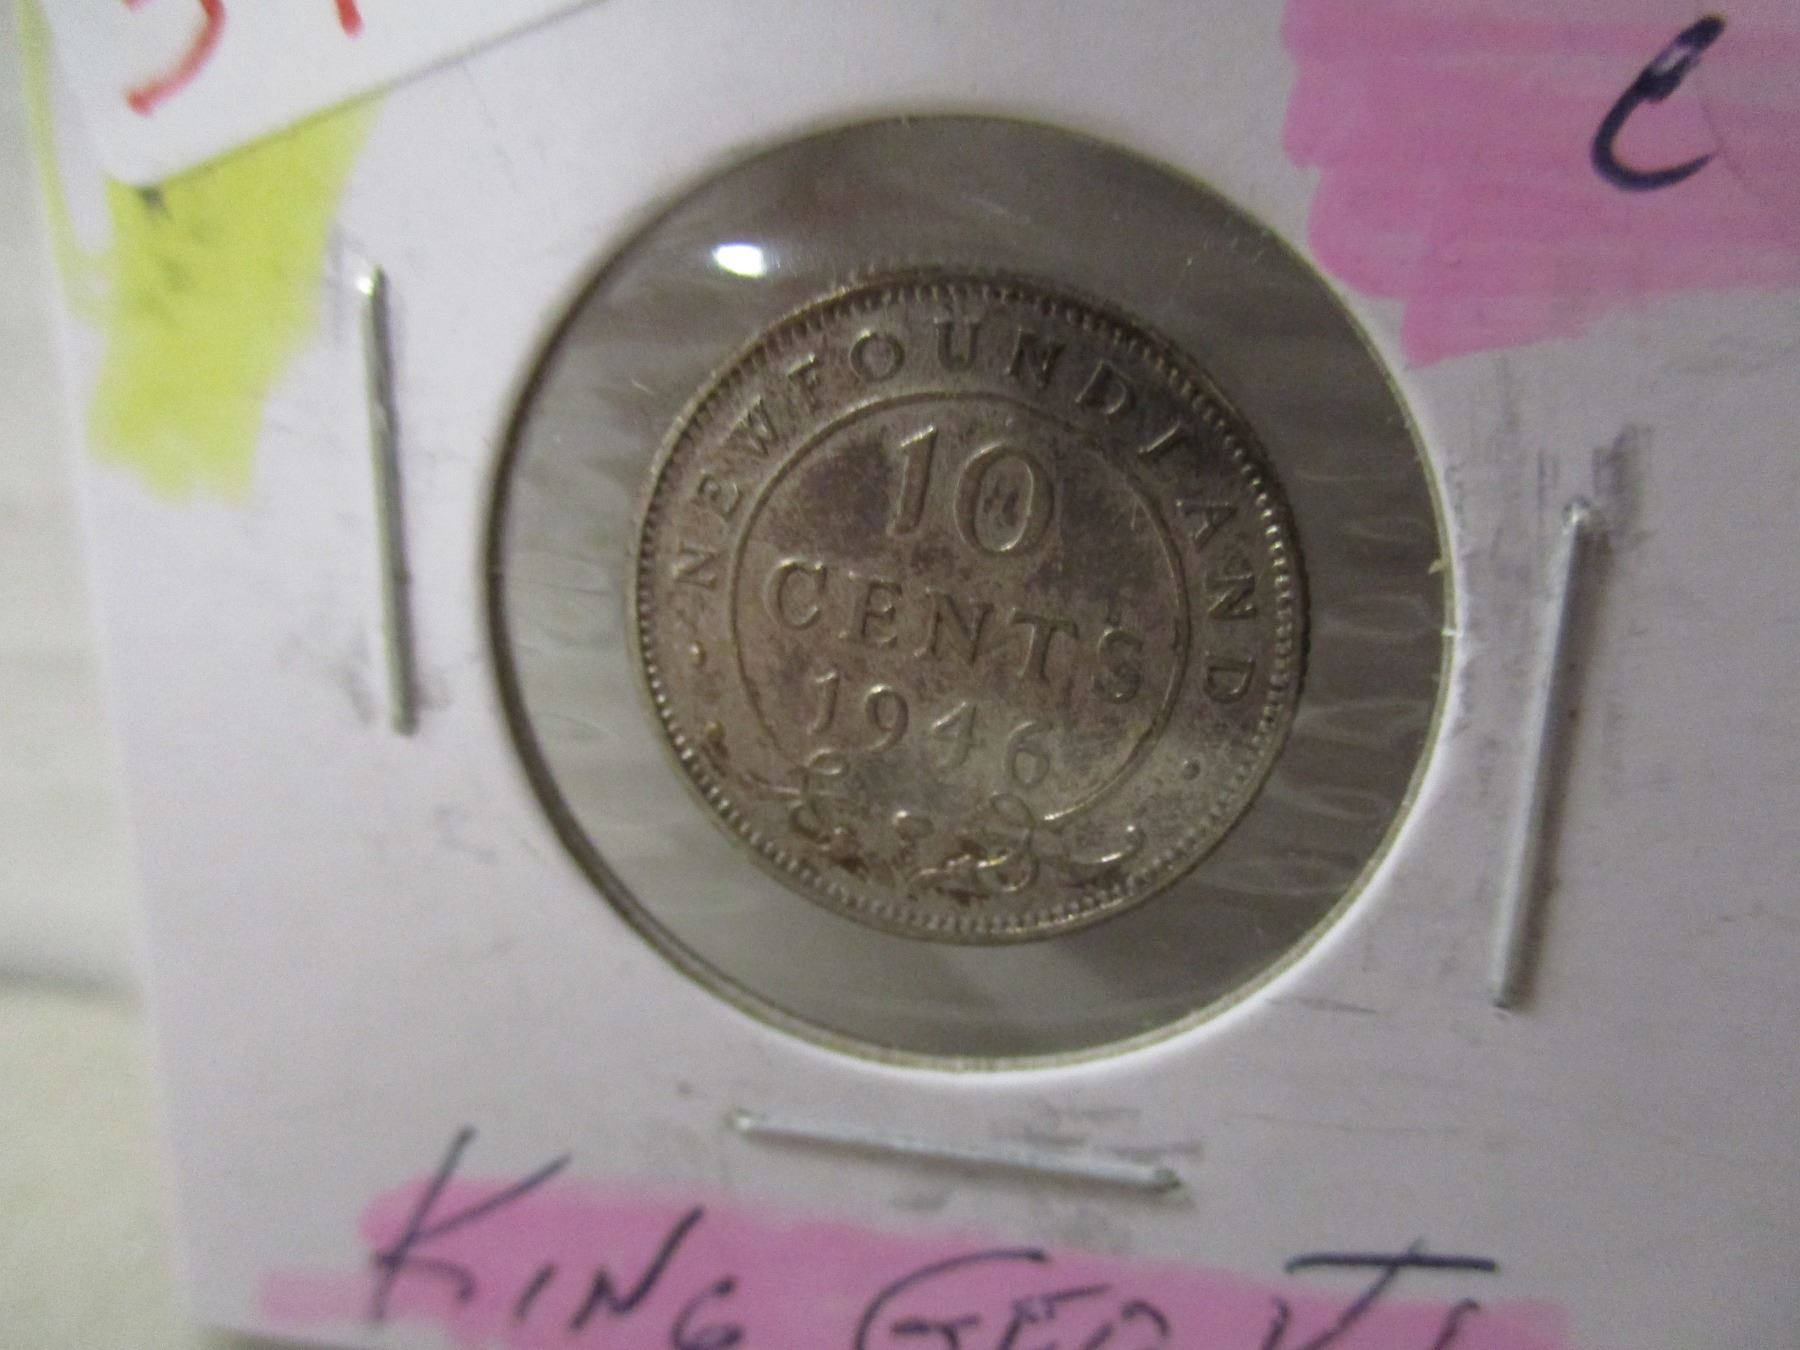 C
NEWFOUNDLAND
10
CENTS
1946
KING GEO VI